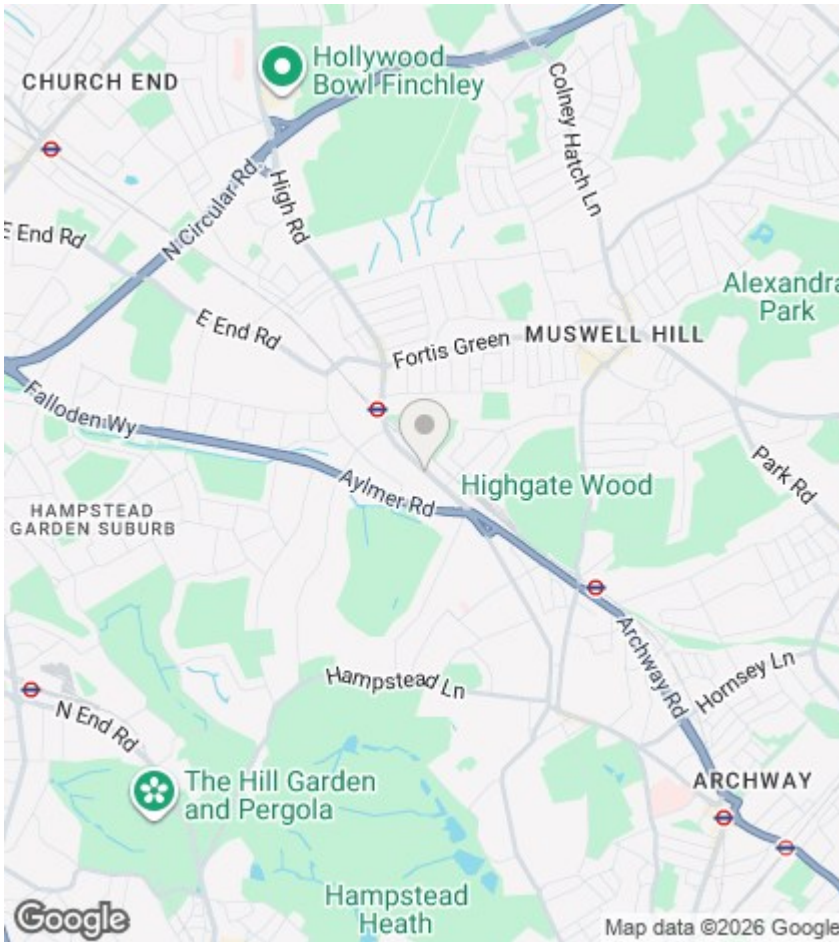 CHURCH END
Hollywood
Bowl Finchley
Colney Hatch Ln
N Circular Rd
High Rd
E End Rd
Alexandra
Park
E End Rd
Fortis Green
MUSWELL HILL
Falloden Wy
Park Rd
Aylmer Rd
Highgate Wood
HAMPSTEAD
GARDEN SUBURB
Archway Rd
Hornsey Ln
Hampstead Ln
N End Rd
The Hill Garden
and Pergola
ARCHWAY
Hampstead
Heath
Google
Map data ©2026 Google